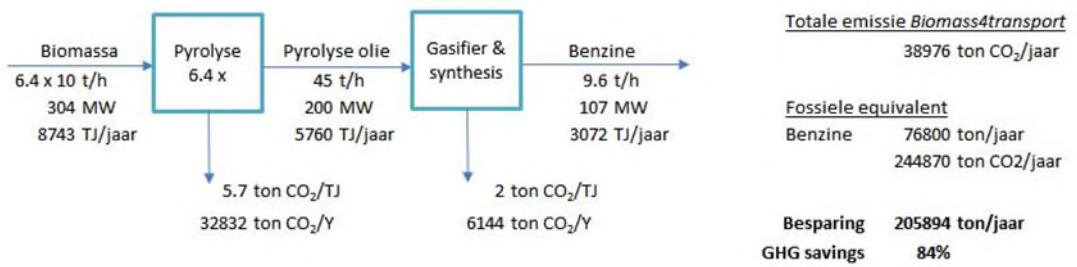 Biomassa
6.4 x 10 t/h
304 MW
8743 TJ/jaar
Pyrolyse
6.4 x
Pyrolyse olie
45 t/h
200 MW
5760 TJ/jaar
Gasifier &
synthesis
Benzine
9.6 t/h
107 MW
3072 TJ/jaar
5.7 ton CO₂/TJ
32832 ton CO₂/Y
2 ton CO₂/TJ
6144 ton CO₂/Y
Totale emissie Biomass4transport
38976 ton CO₂/jaar
Fossiele equivalent
Benzine 76800 ton/jaar
244870 ton CO2/jaar
Besparing 205894 ton/jaar
GHG savings 84%